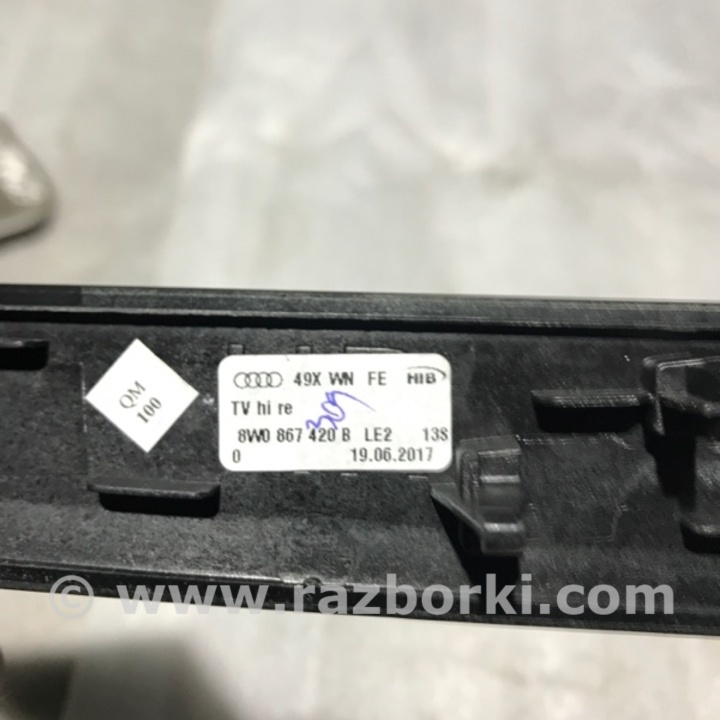 49X WN FE HIB
TV hi re
309
8W0 867 420 B LE2 13S
0 19.06.2017
QM
100
© www.razborki.com